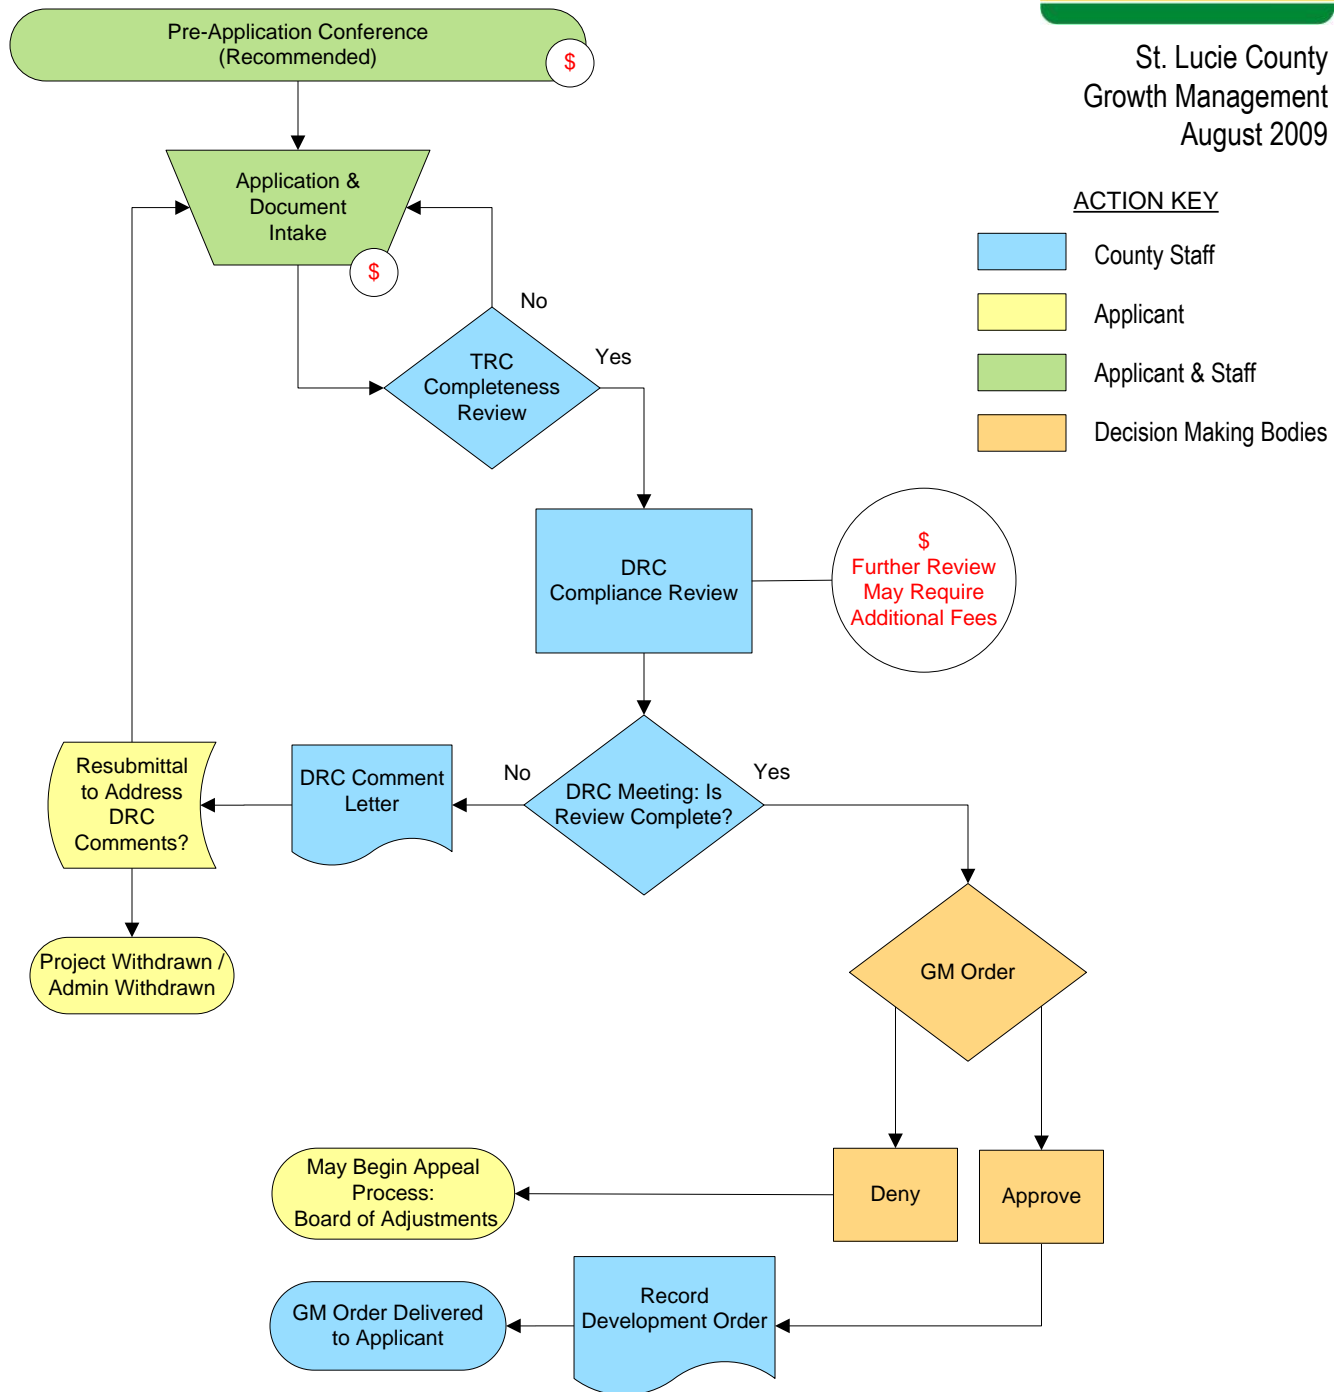 Pre-Application Conference
(Recommended)
$
St. Lucie County
Growth Management
August 2009
ACTION KEY
County Staff
Applicant
Applicant & Staff
Decision Making Bodies
Application &
Document
Intake
$
No
TRC
Completeness
Review
Yes
DRC
Compliance Review
$
Further Review
May Require
Additional Fees
DRC Meeting: Is
Review Complete?
No
Yes
DRC Comment
Letter
Resubmittal
to Address
DRC
Comments?
Project Withdrawn /
Admin Withdrawn
GM Order
Deny
Approve
May Begin Appeal
Process:
Board of Adjustments
Record
Development Order
GM Order Delivered
to Applicant